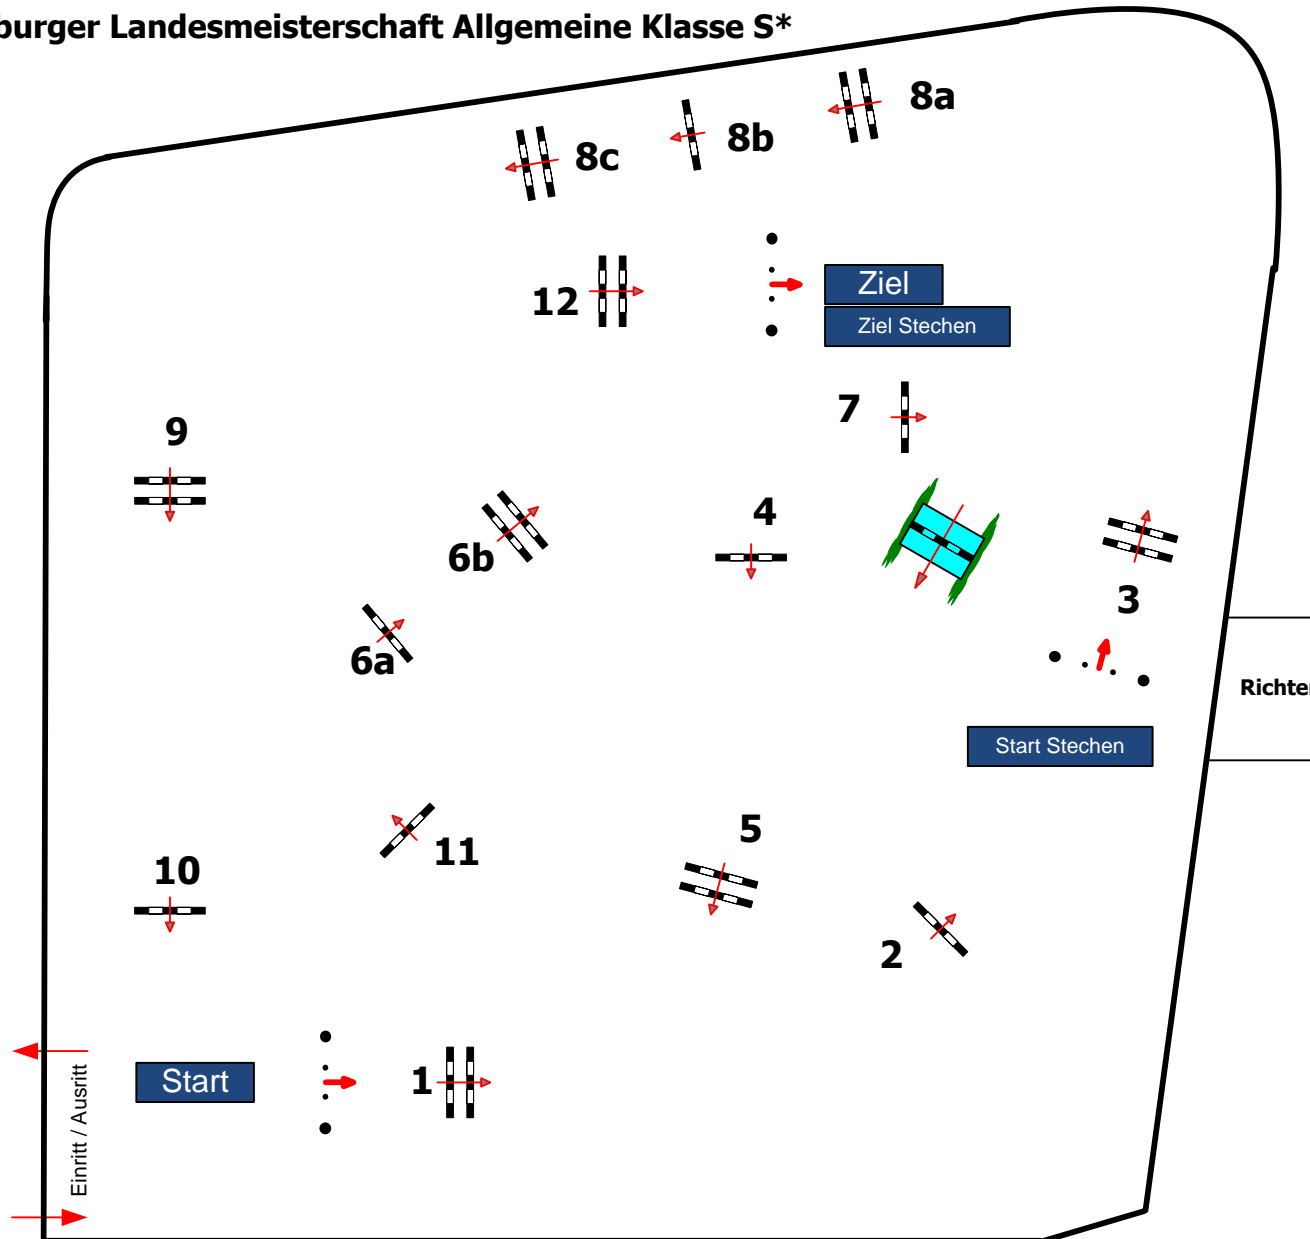 burger Landesmeisterschaft Allgemeine Klasse S*
8a
8b
8c
12
Ziel
Ziel Stechen
7
9
4
6b
3
6a
Richter
Start Stechen
5
11
10
2
Start
1
Einritt / Ausritt